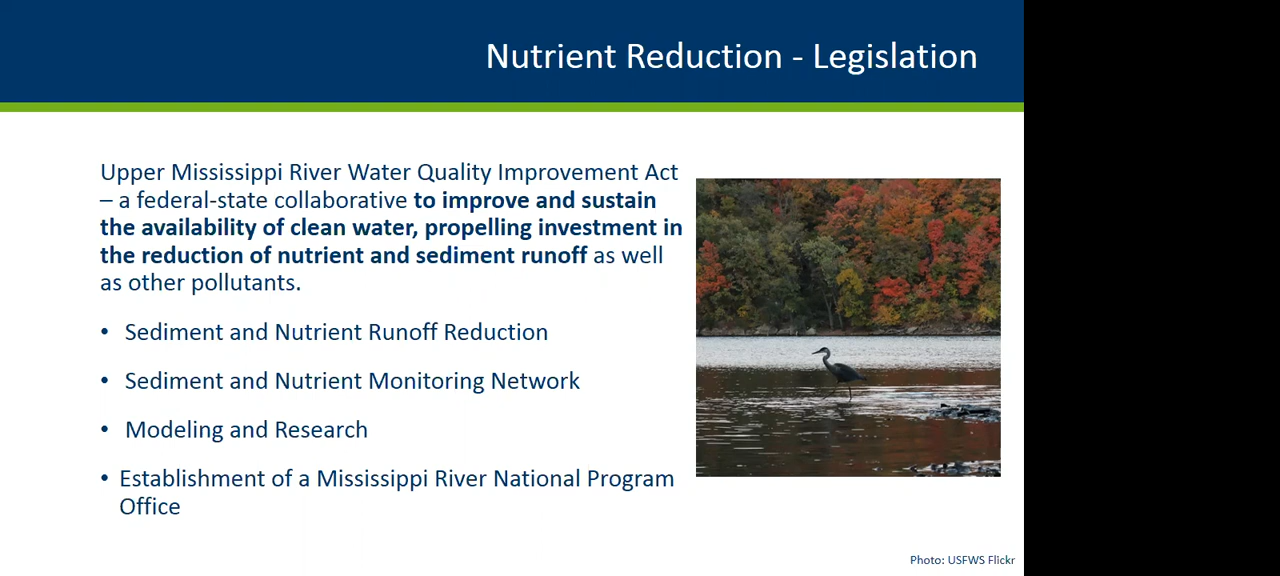 Nutrient Reduction - Legislation
Upper Mississippi River Water Quality Improvement Act
– a federal-state collaborative to improve and sustain
the availability of clean water, propelling investment in
the reduction of nutrient and sediment runoff as well
as other pollutants.
• Sediment and Nutrient Runoff Reduction
• Sediment and Nutrient Monitoring Network
• Modeling and Research
• Establishment of a Mississippi River National Program
Office
Photo: USFWS Flickr